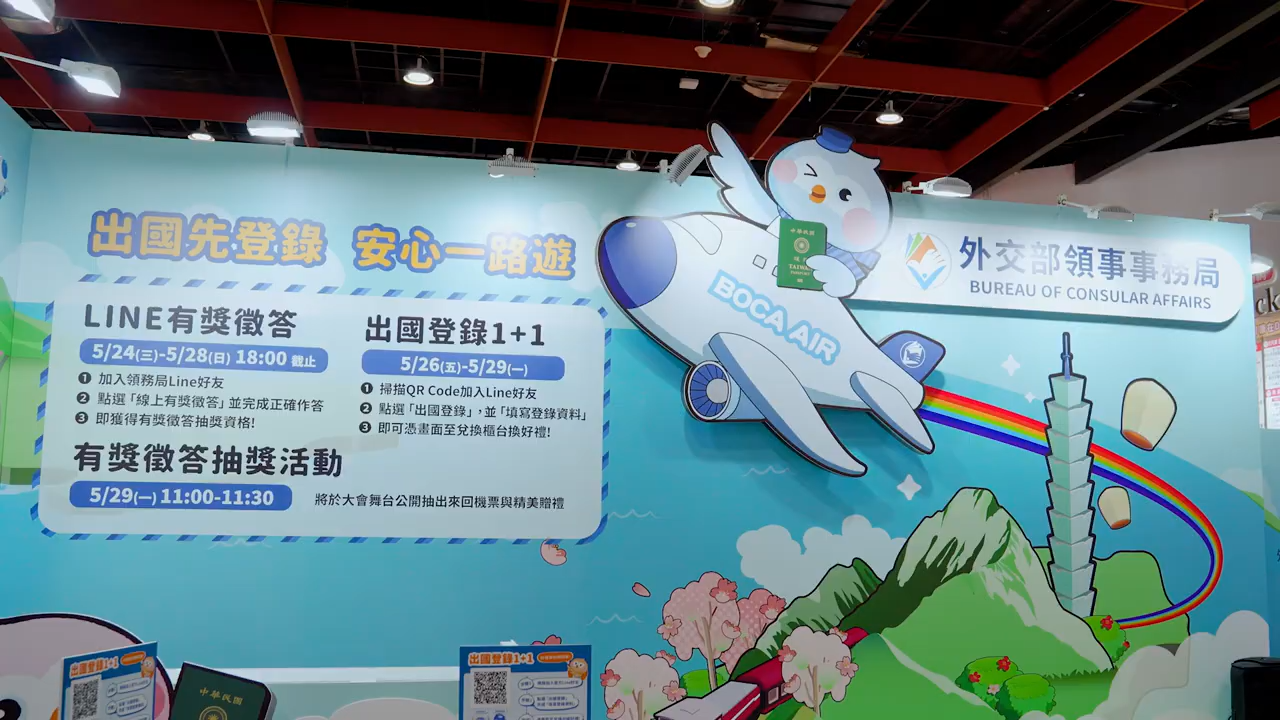 出國先登錄 安心一路遊
LINE有獎徵答
5/24(三)-5/28(日) 18:00 截止
1 加入領務局Line好友
2 點選「線上有獎徵答」並完成正確作答
3 即獲得有獎徵答抽獎資格!
出國登錄1+1
5/26(五)-5/29(一)
1 掃描QR Code加入Line好友
2 點選「出國登錄」,並「填寫登錄資料」
3 即可憑畫面至兌換櫃台換好禮!
有獎徵答抽獎活動
5/29(一) 11:00-11:30
將於大會舞台公開抽出來回機票與精美贈禮
中華民國
TAIWAN
BOCA AIR
外交部領事事務局
BUREAU OF CONSULAR AFFAIRS
出國登錄1+1
中華民國
出國登錄1+1